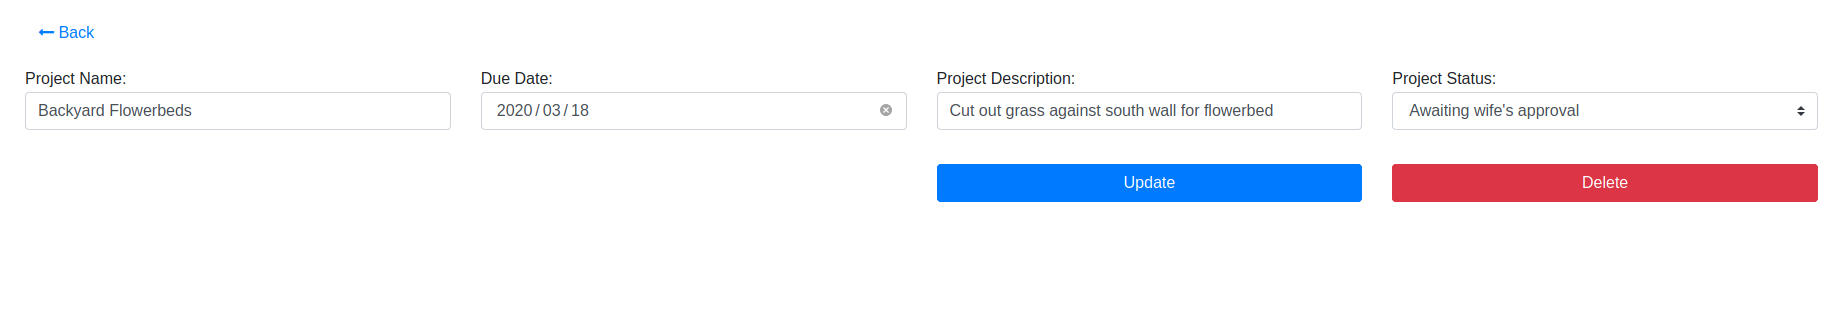 Back
Project Name: Due Date: Project Description: Project Status:
Backyard Flowerbeds 2020/03/18 Cut out grass against south wall for flowerbed Awaiting wife's approval
Update Delete